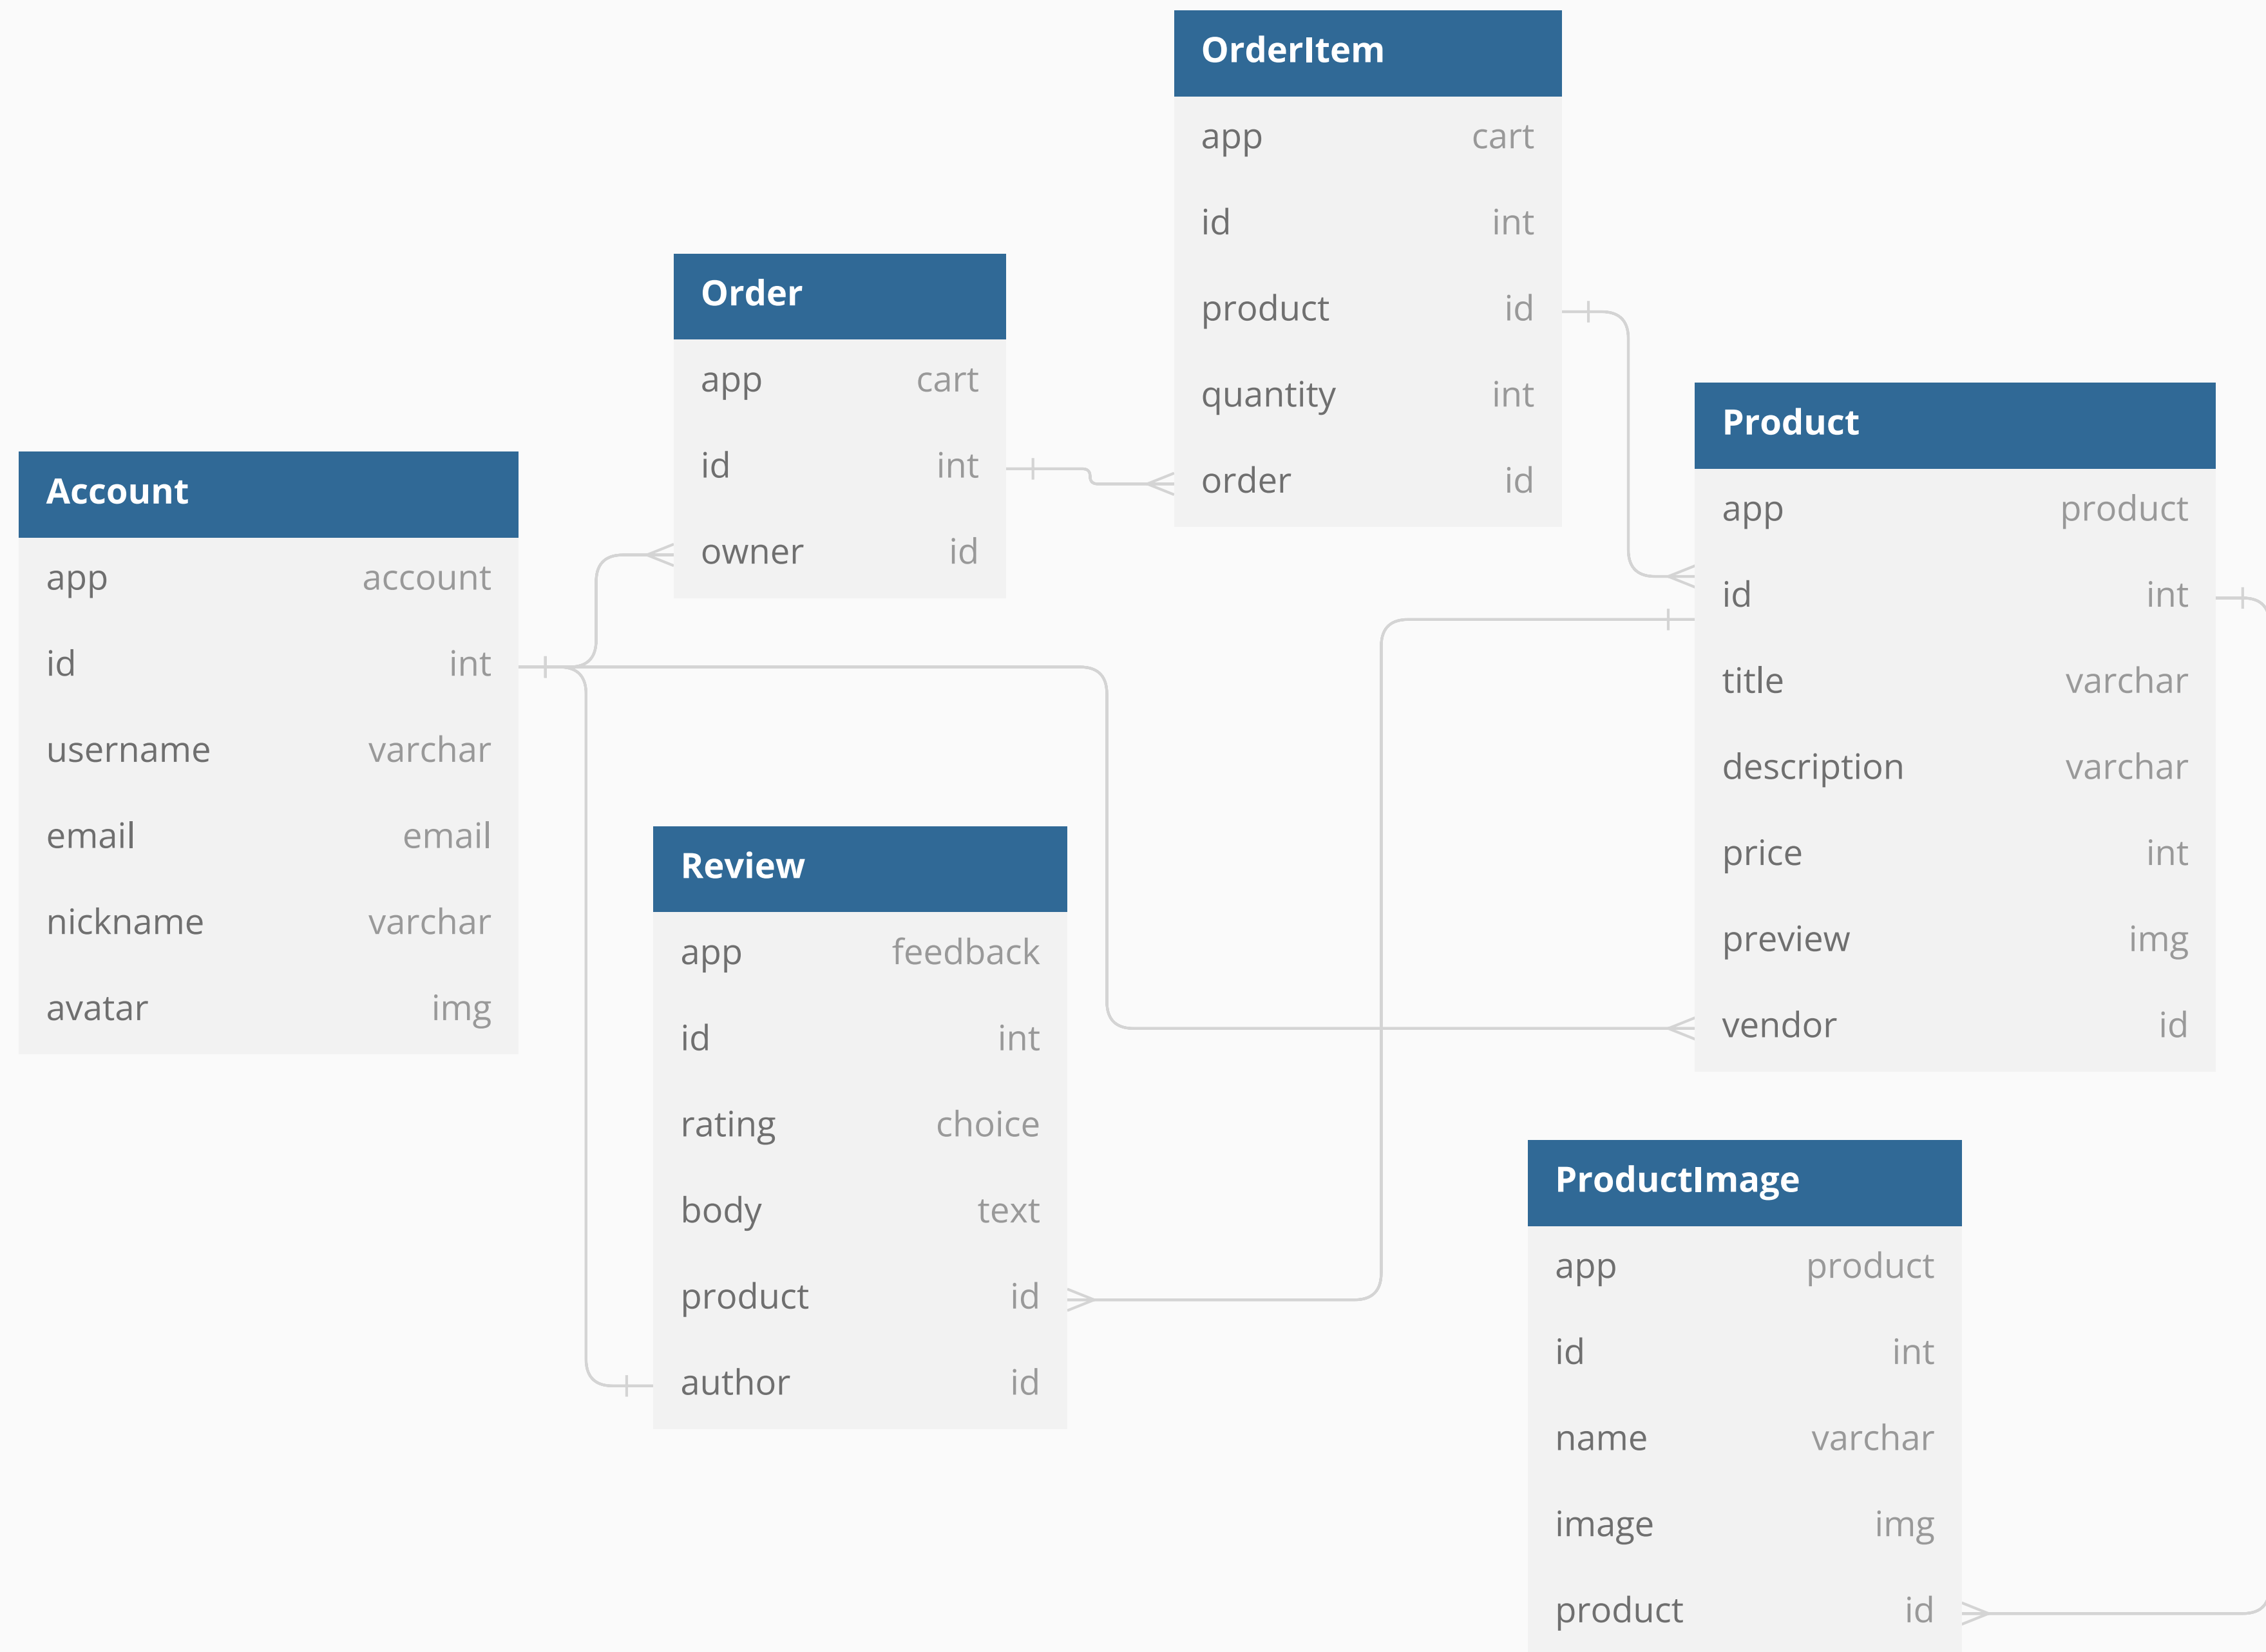 OrderItem
app cart
id int
product id
quantity int
order id
Order
app cart
id int
owner id
Product
app product
id int
title varchar
description varchar
price int
preview img
vendor id
Account
app account
id int
username varchar
email email
nickname varchar
avatar img
Review
app feedback
id int
rating choice
body text
product id
author id
ProductImage
app product
id int
name varchar
image img
product id